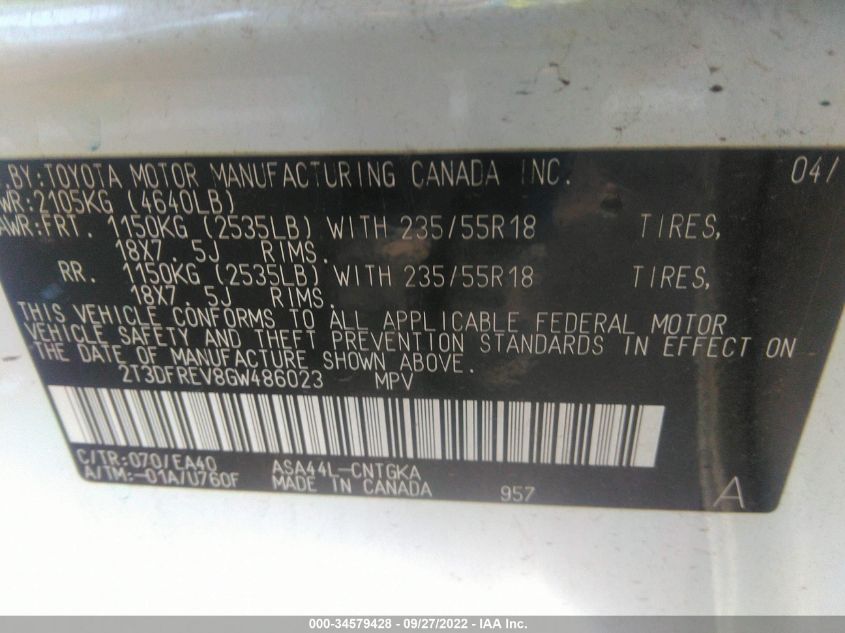 .BY:TOYOTA MOTOR MANUFACTURING CANADA INC. 04/
WR:2105KG (4640LB)
AWR:FRT. 1150KG (2535LB) WITH 235/55R18 TIRES,
18X7.5J RIMS.
RR. 1150KG (2535LB) WITH 235/55R18 TIRES,
18X7.5J RIMS.
THIS VEHICLE CONFORMS TO ALL APPLICABLE FEDERAL MOTOR
VEHICLE SAFETY AND THEFT PREVENTION STANDARDS IN EFFECT ON
THE DATE OF MANUFACTURE SHOWN ABOVE.
2T3DFREV8GW486023 MPV
C/TR:070/EA40 ASA44L-CNTGKA
A/TM:-01A/U760F MADE IN CANADA 957 A
000-34579428 - 09/27/2022 - IAA Inc.